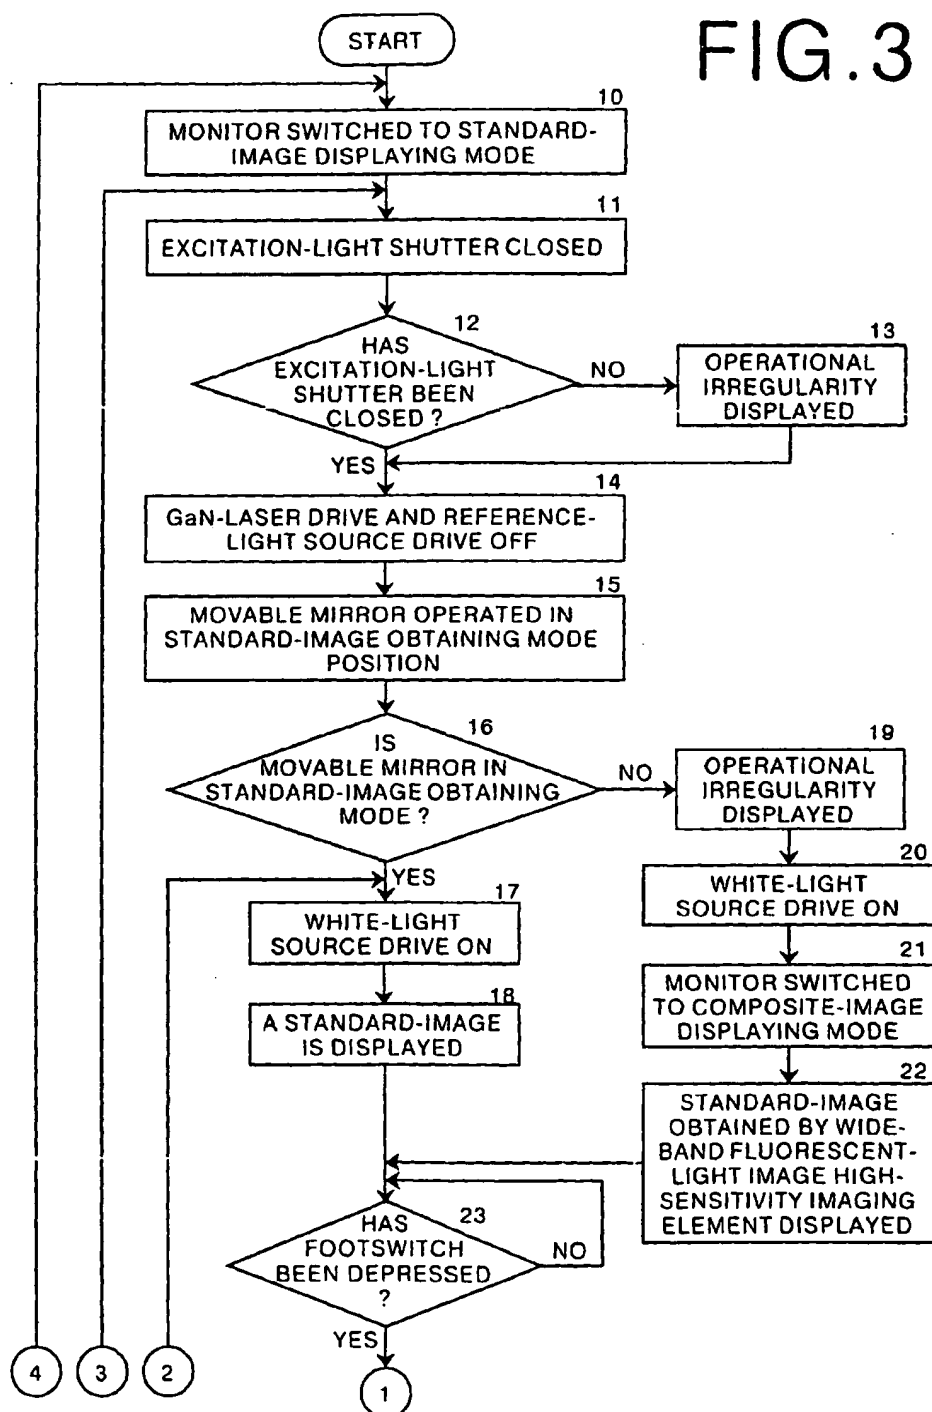 FIG.3
START
10
MONITOR SWITCHED TO STANDARD-
IMAGE DISPLAYING MODE
11
EXCITATION-LIGHT SHUTTER CLOSED
12
HAS
EXCITATION-LIGHT
SHUTTER BEEN
CLOSED ?
NO
13
OPERATIONAL
IRREGULARITY
DISPLAYED
YES
14
GaN-LASER DRIVE AND REFERENCE-
LIGHT SOURCE DRIVE OFF
15
MOVABLE MIRROR OPERATED IN
STANDARD-IMAGE OBTAINING MODE
POSITION
16
IS
MOVABLE MIRROR IN
STANDARD-IMAGE OBTAINING
MODE ?
NO
19
OPERATIONAL
IRREGULARITY
DISPLAYED
YES
17
WHITE-LIGHT
SOURCE DRIVE ON
18
A STANDARD-IMAGE
IS DISPLAYED
20
WHITE-LIGHT
SOURCE DRIVE ON
21
MONITOR SWITCHED
TO COMPOSITE-IMAGE
DISPLAYING MODE
22
STANDARD-IMAGE
OBTAINED BY WIDE-
BAND FLUORESCENT-
LIGHT IMAGE HIGH-
SENSITIVITY IMAGING
ELEMENT DISPLAYED
23
HAS
FOOTSWITCH
BEEN DEPRESSED
?
NO
YES
4
3
2
1